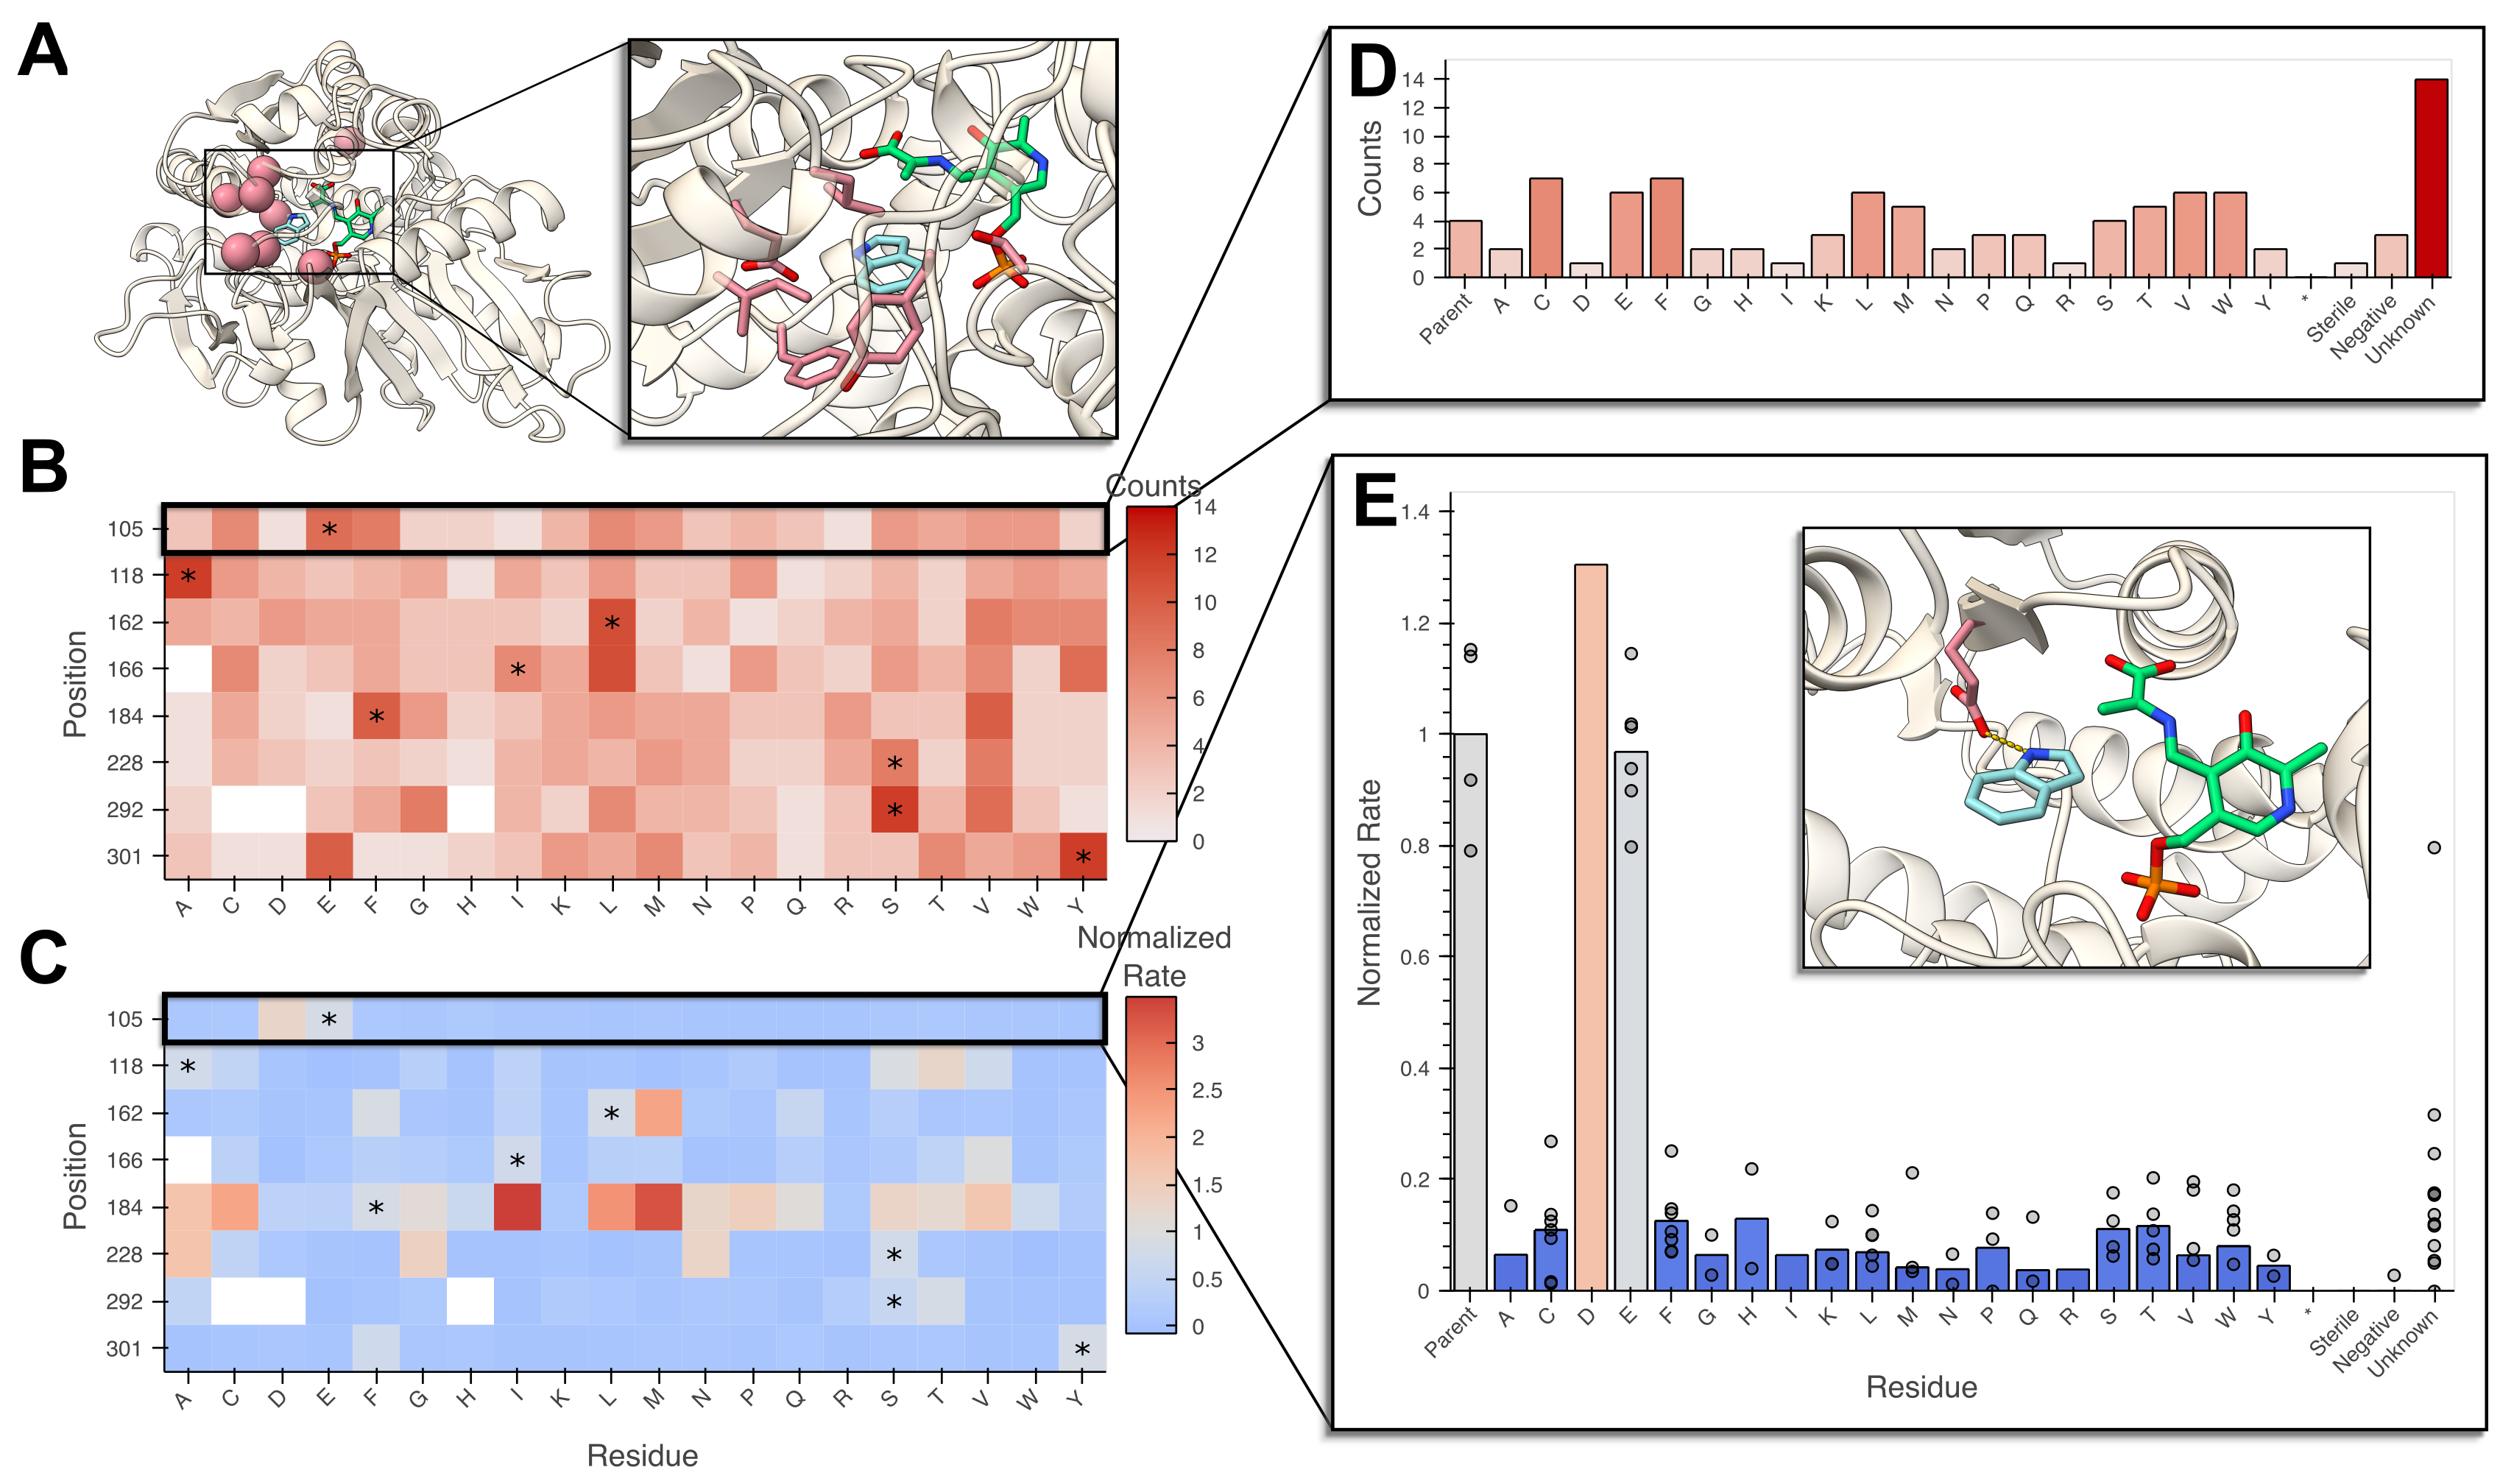 A
D
Counts
14
12
10
8
6
4
2
0
Parent A C D E F G H I K L M N P Q R S T V W Y * Sterile Negative Unknown
B
Counts
14
12
10
8
6
4
2
0
Position
105 *
118 *
162 *
166 *
184 *
228 *
292 *
301 *
A C D E F G H I K L M N P Q R S T V W Y
C
Normalized
Rate
3
2.5
2
1.5
1
0.5
0
Position
105 *
118 *
162 *
166 *
184 *
228 *
292 *
301 *
A C D E F G H I K L M N P Q R S T V W Y
Residue
E
Normalized Rate
1.4
1.2
1
0.8
0.6
0.4
0.2
0
Parent A C D E F G H I K L M N P Q R S T V W Y * Sterile Negative Unknown
Residue